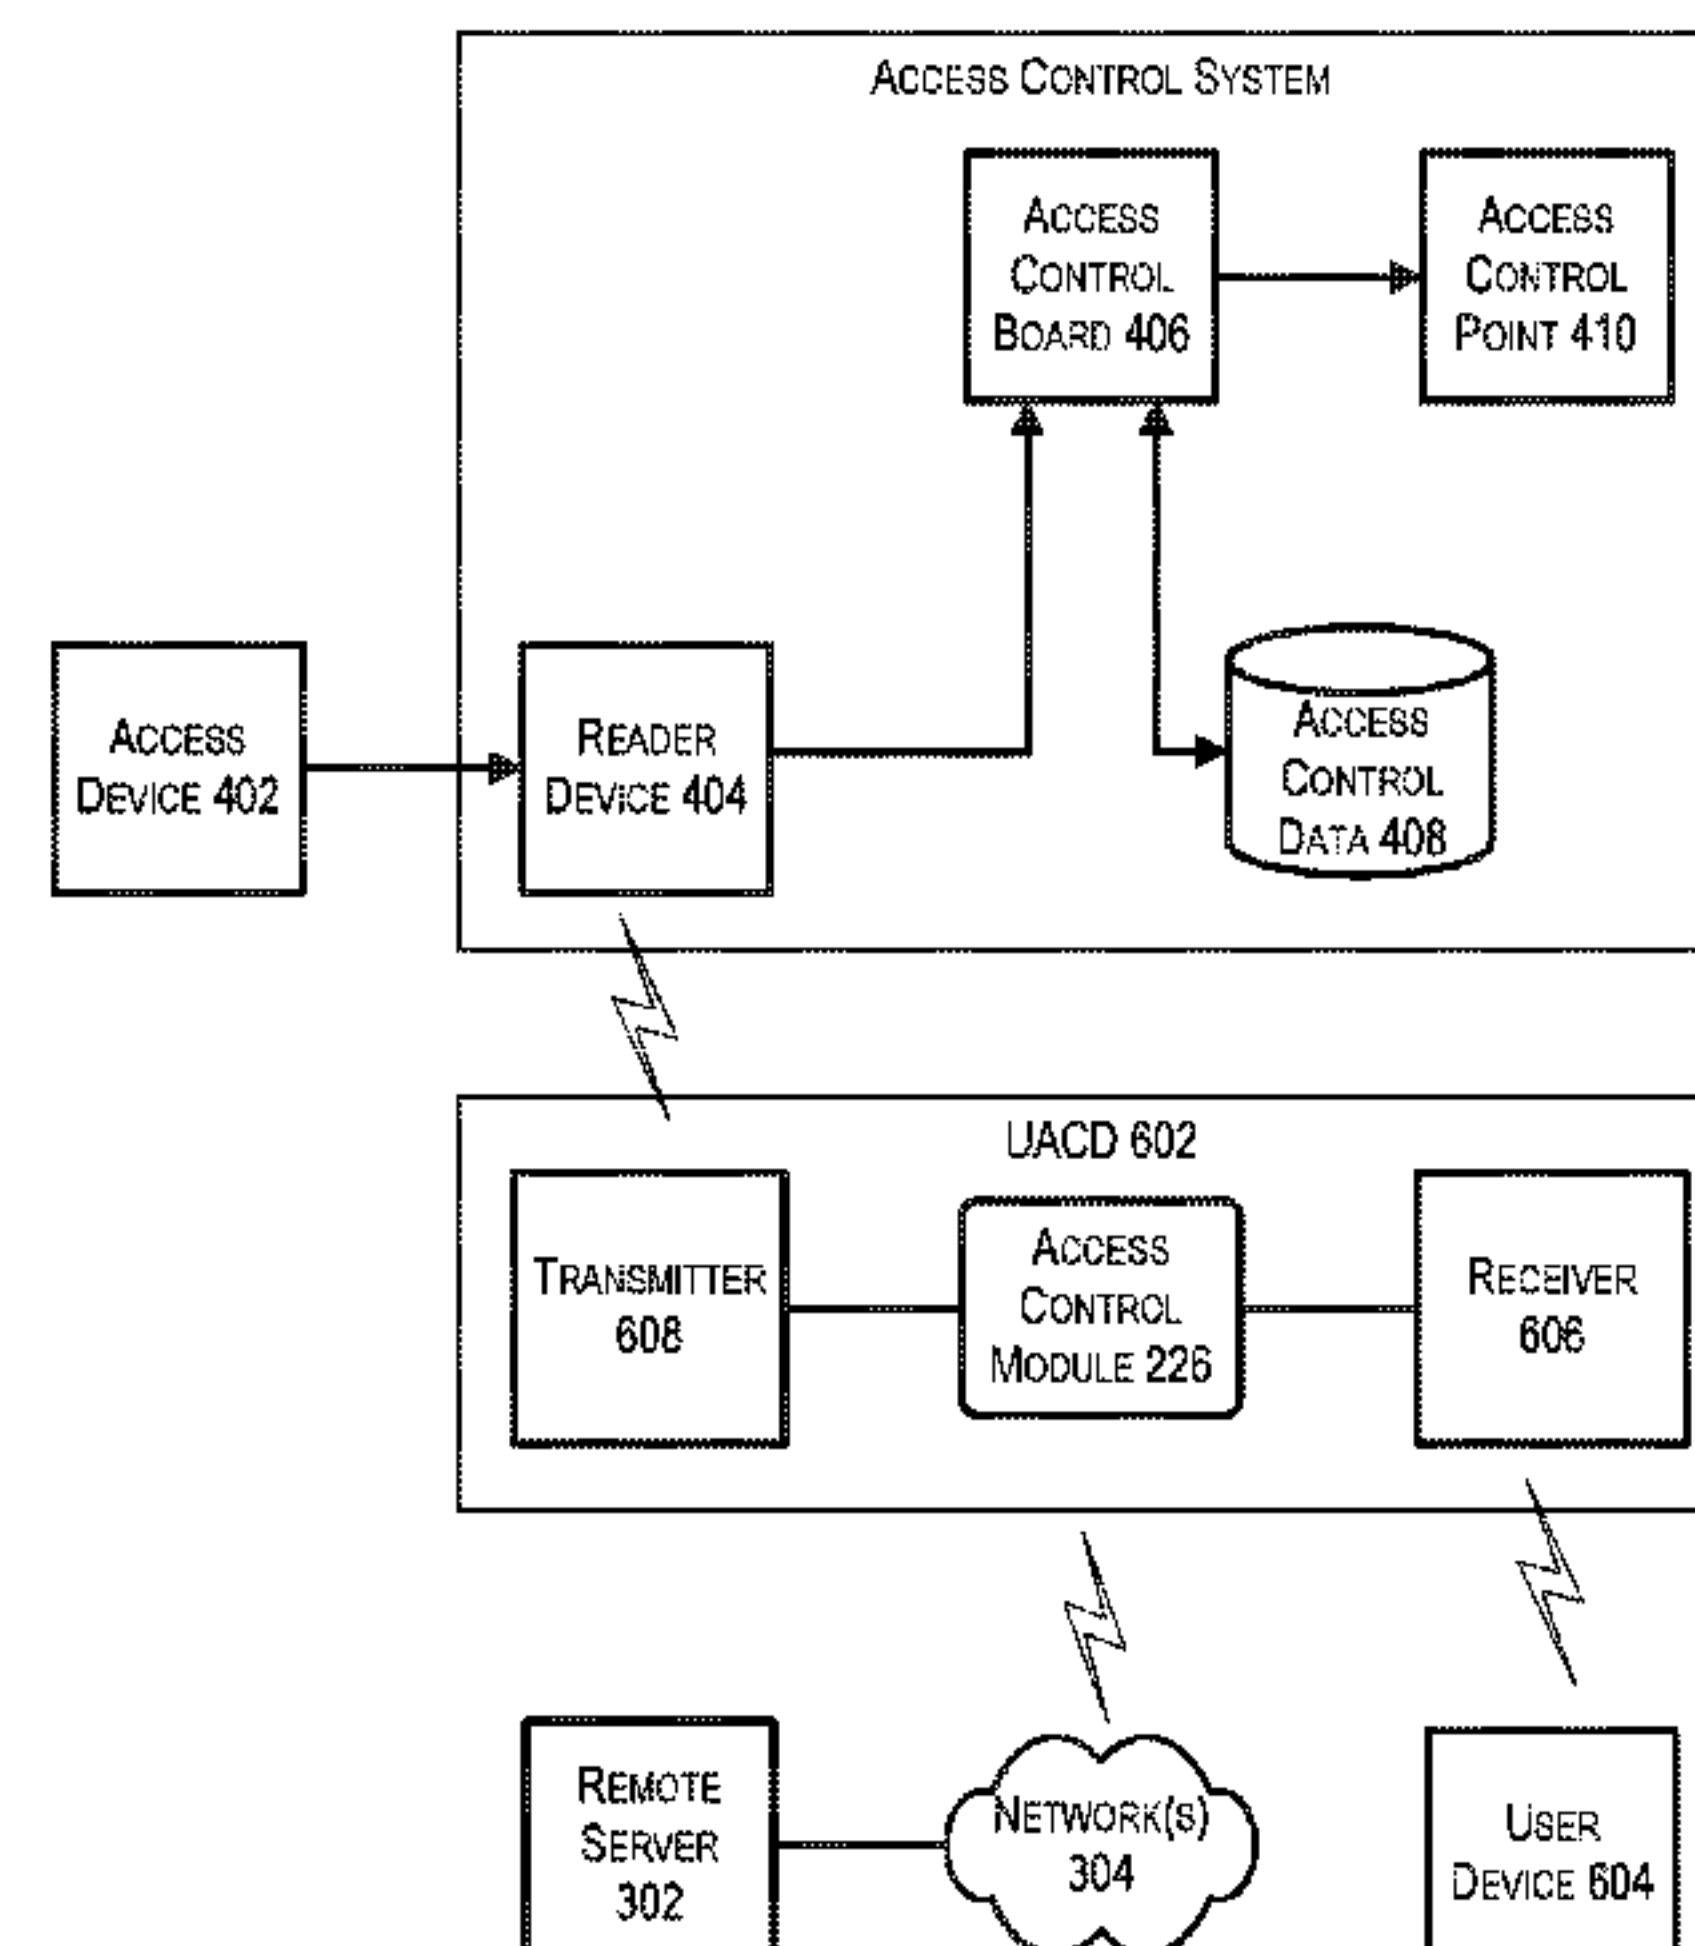 ACCESS CONTROL SYSTEM
ACCESS
CONTROL
BOARD 406
ACCESS
CONTROL
POINT 410
ACCESS
DEVICE 402
READER
DEVICE 404
ACCESS
CONTROL
DATA 408
UACD 602
TRANSMITTER
608
ACCESS
CONTROL
MODULE 226
RECEIVER
606
REMOTE
SERVER
302
NETWORK(S)
304
USER
DEVICE 604